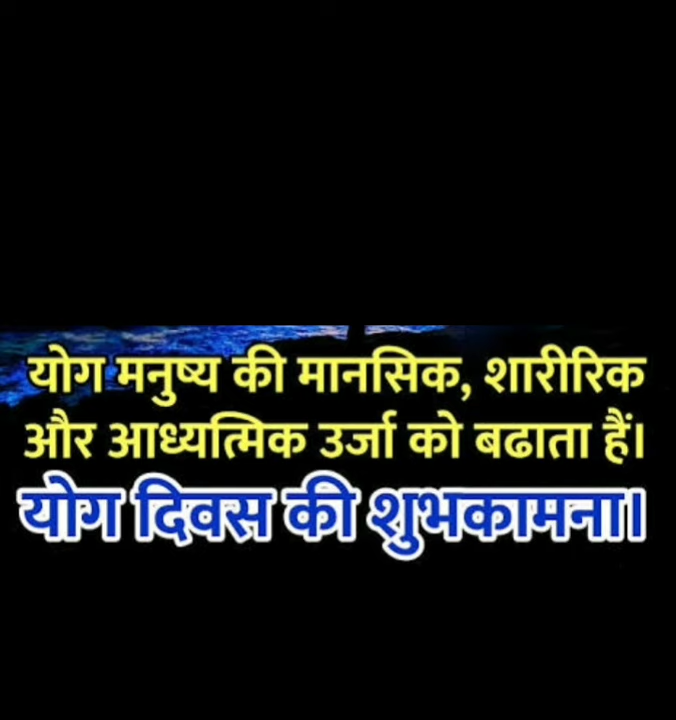 योग मनुष्य की मानसिक, शारीरिक
और आध्यत्मिक उर्जा को बढाता हैं।
योग दिवस की शुभकामना।